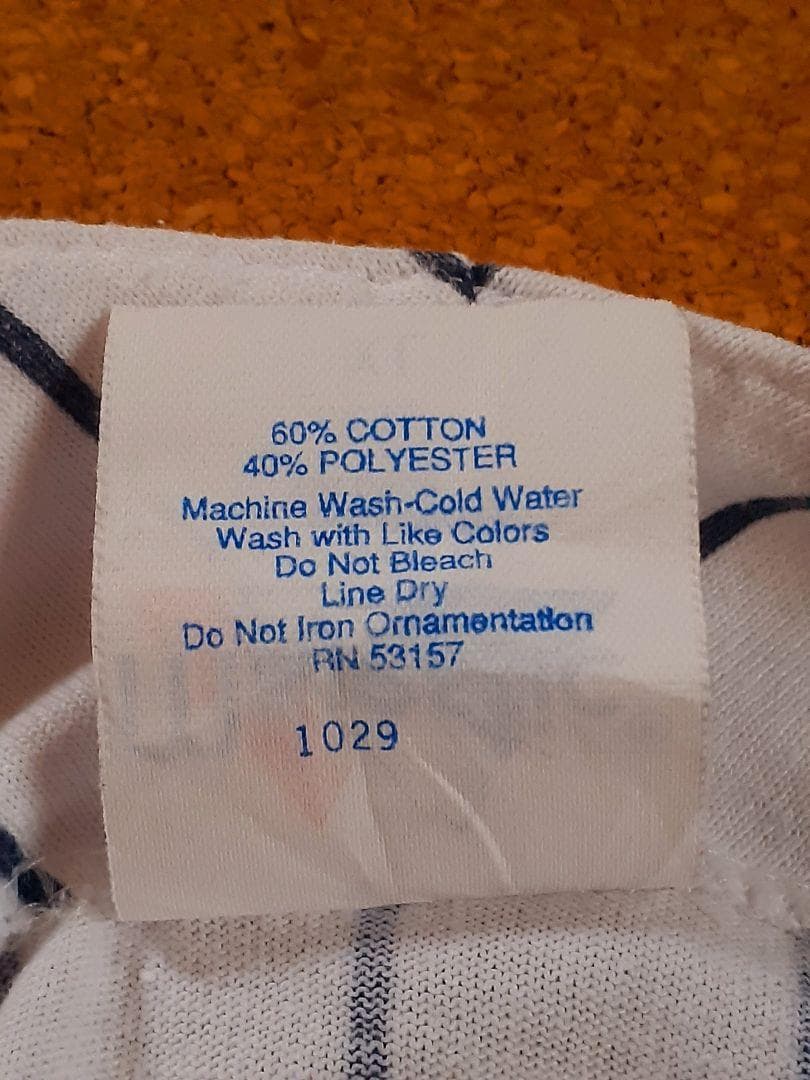 60% COTTON
40% POLYESTER
Machine Wash-Cold Water
Wash with Like Colors
Do Not Bleach
Line Dry
Do Not Iron Ornamentation
RN 53157
1029